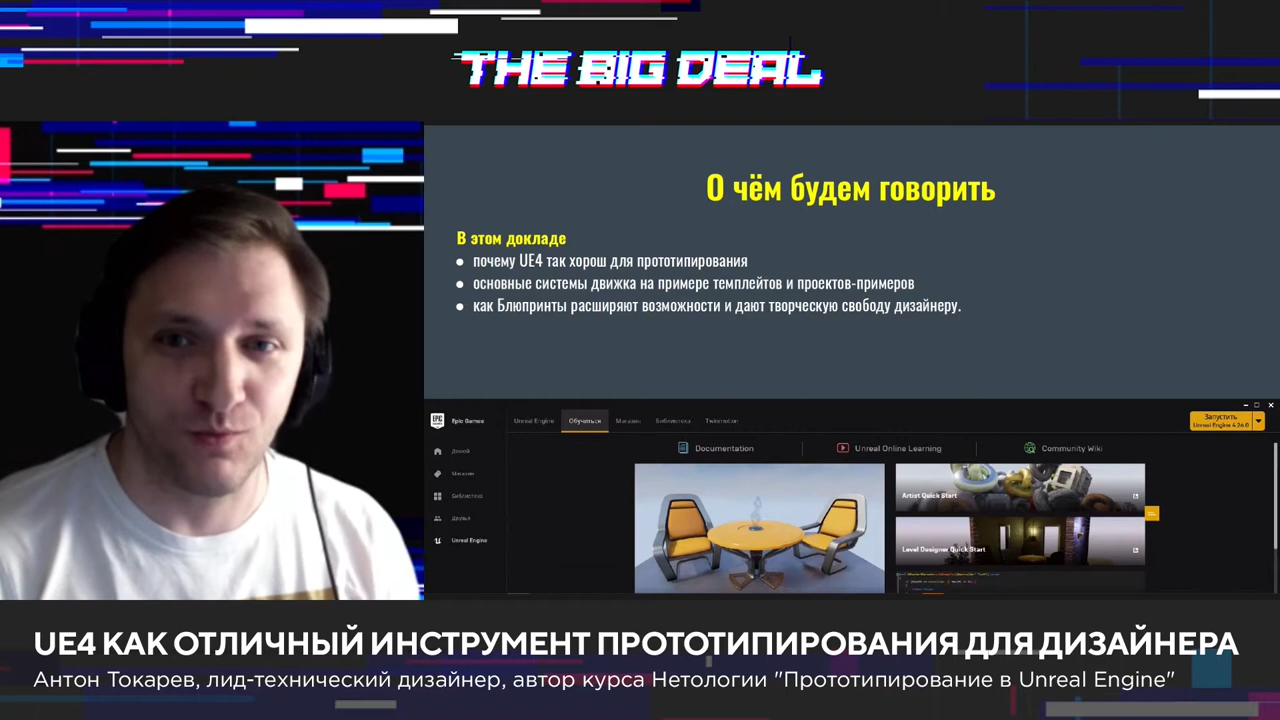 THE BIG DEAL
О чём будем говорить
В этом докладе
● почему UE4 так хорош для прототипирования
● основные системы движка на примере темплейтов и проектов-примеров
● как Блюпринты расширяют возможности и дают творческую свободу дизайнеру.
EPIC GAMES
Epic Games
Unreal Engine Обучиться Магазин Библиотека Twinmotion
Запустить
Unreal Engine 4.26.0
Домой
Магазин
Библиотека
Друзья
Unreal Engine
Documentation
Unreal Online Learning
Community Wiki
Artist Quick Start
Level Designer Quick Start
UE4 КАК ОТЛИЧНЫЙ ИНСТРУМЕНТ ПРОТОТИПИРОВАНИЯ ДЛЯ ДИЗАЙНЕРА
Антон Токарев, лид-технический дизайнер, автор курса Нетологии "Прототипирование в Unreal Engine"